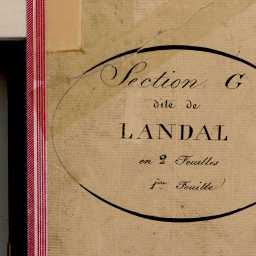 Section G
dite de
LANDAL
en 2 Feuilles
1ère Feuille